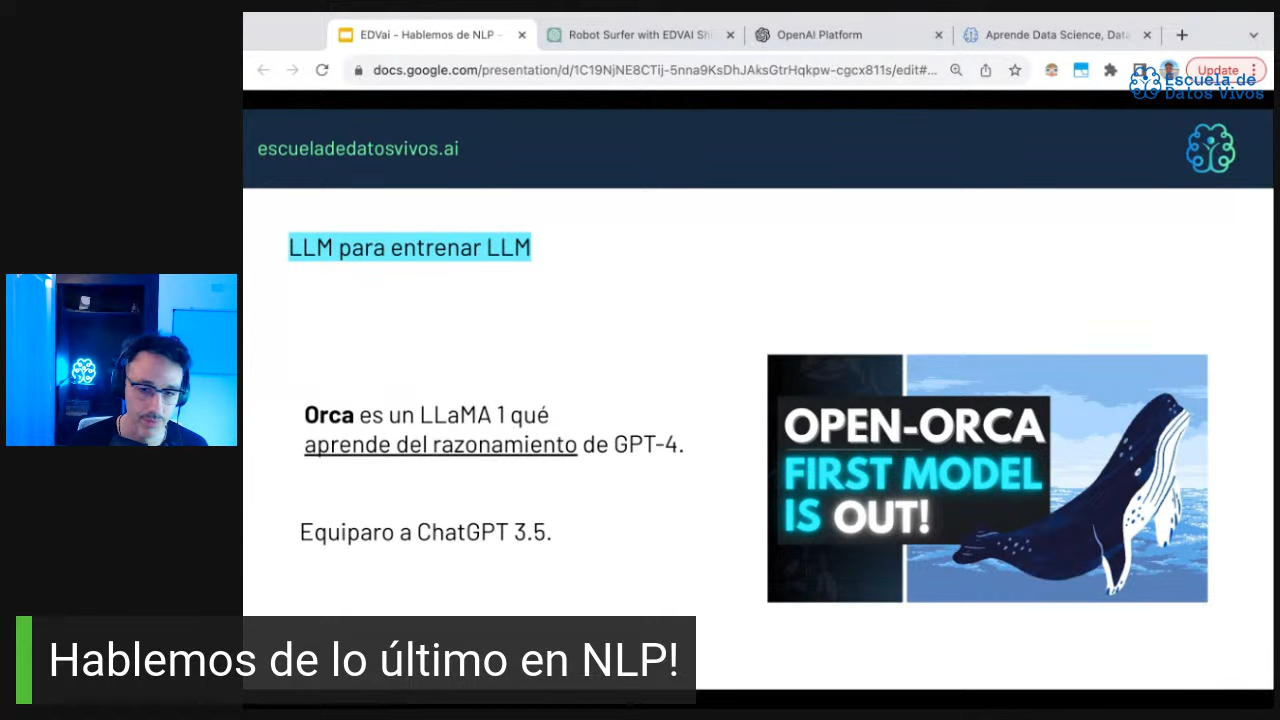 EDVai - Hablemos de NLP -
Robot Surfer with EDVAI Shi
OpenAI Platform
Aprende Data Science, Data
docs.google.com/presentation/d/1C19NjNE8CTij-5nna9KsDhJAksGtrHqkpw-cgcx811s/edit#...
Update
Escuela de
Datos Vivos
escueladedatosvivos.ai
LLM para entrenar LLM
Orca es un LLaMA 1 qué
aprende del razonamiento de GPT-4.
Equiparo a ChatGPT 3.5.
OPEN-ORCA
FIRST MODEL
IS OUT!
Hablemos de lo último en NLP!